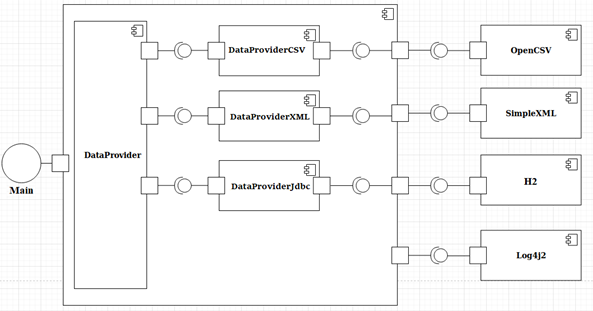 DataProviderCSV
OpenCSV
DataProviderXML
SimpleXML
DataProvider
Main
DataProviderJdbc
H2
Log4j2